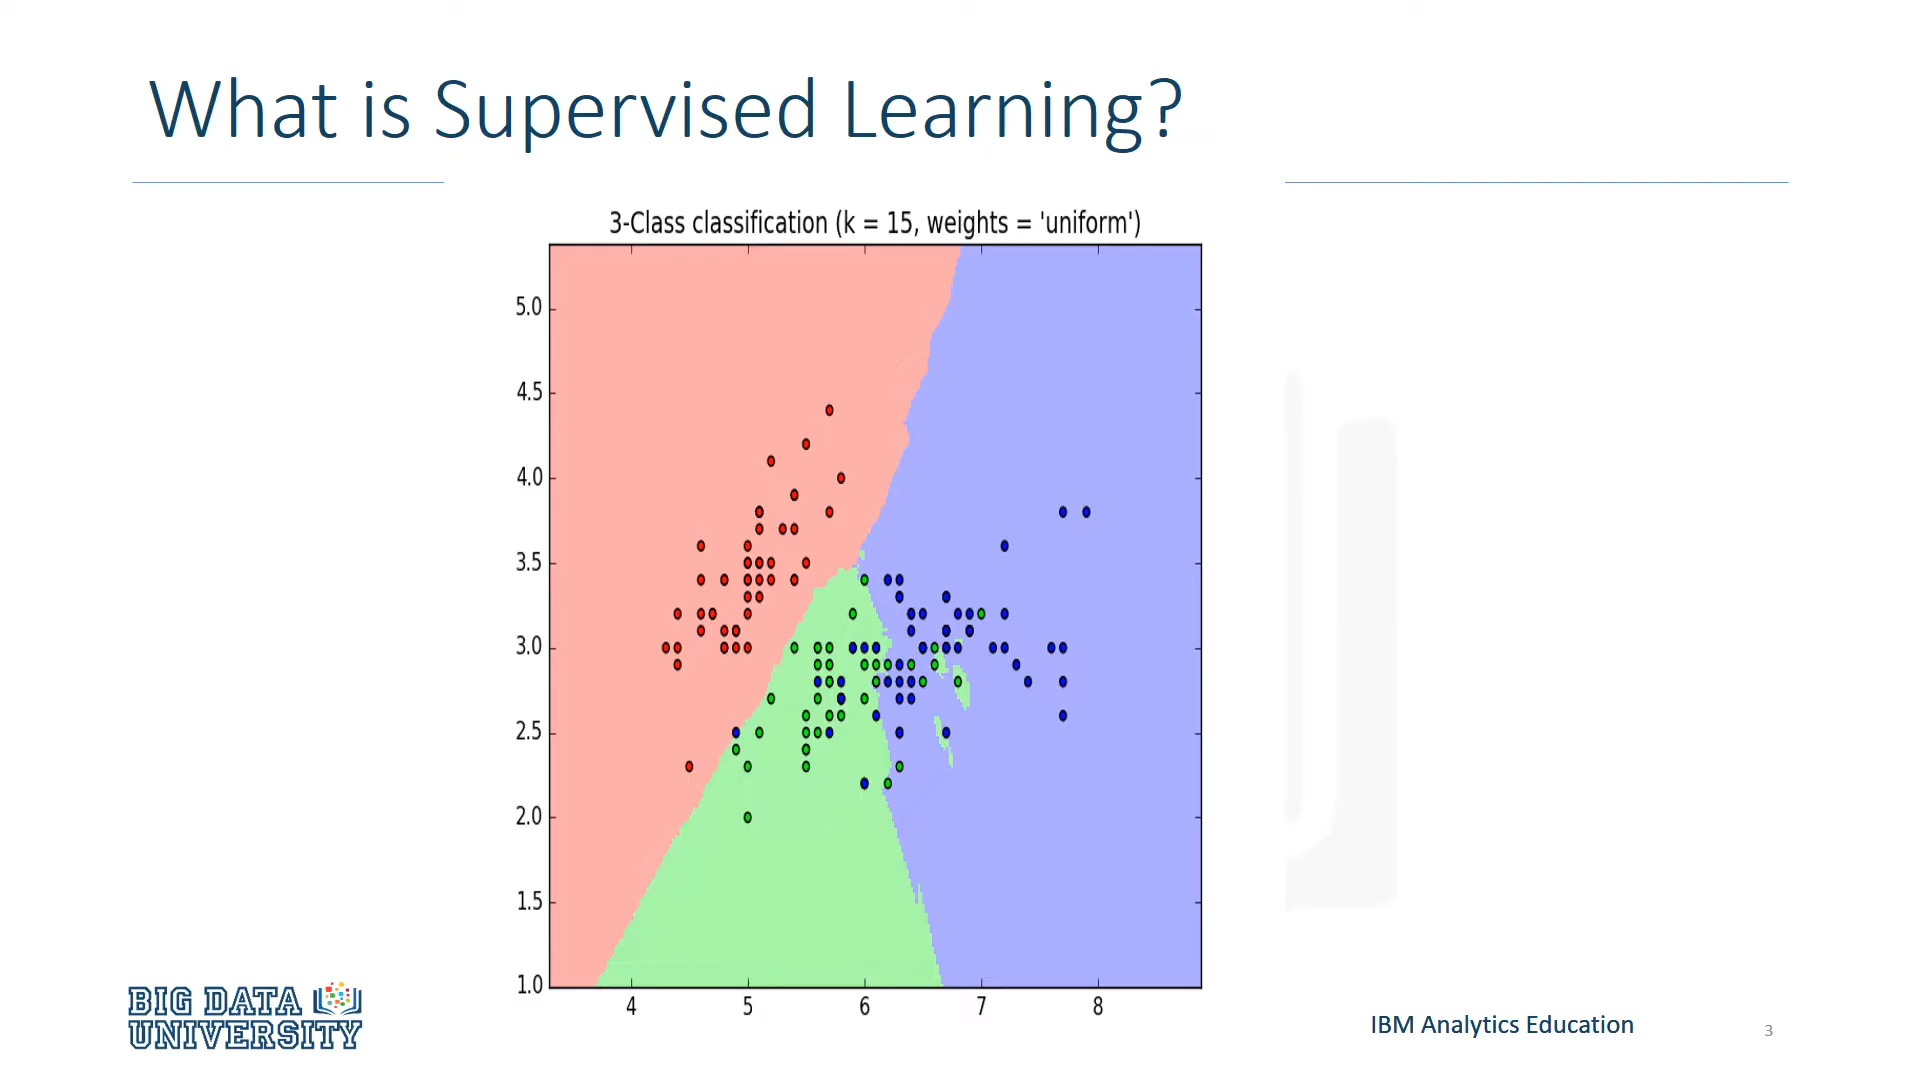 What is Supervised Learning?
3-Class classification (k = 15, weights = 'uniform')
5.0
4.5
4.0
3.5
3.0
2.5
2.0
1.5
1.0
4 5 6 7 8
BIG DATA
UNIVERSITY
IBM Analytics Education
3